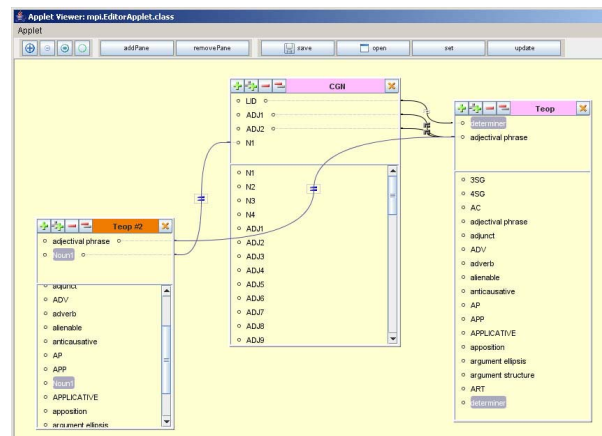 Applet Viewer: mpi.EditorApplet.class
Applet
addPane removePane save open set update
CGN
LID
ADJ1
ADJ2
N1
N1
N2
N3
N4
ADJ1
ADJ2
ADJ3
ADJ4
ADJ5
ADJ6
ADJ7
ADJ8
ADJ9
Teop
determiner
adjectival phrase
3SG
4SG
AC
adjectival phrase
adjunct
ADV
adverb
alienable
anticausative
AP
APP
APPLICATIVE
apposition
argument ellipsis
argument structure
ART
determiner
Teop #2
adjectival phrase
Noun1
adjunct
ADV
adverb
alienable
anticausative
AP
APP
Noun1
APPLICATIVE
apposition
argument ellipsis